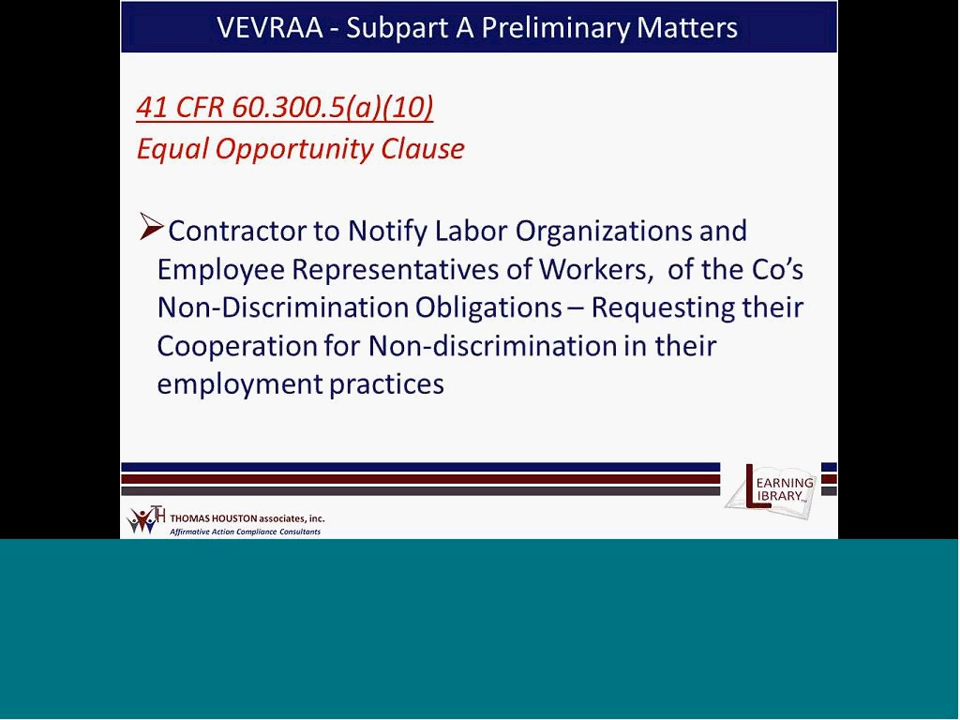 VEVRAA - Subpart A Preliminary Matters
41 CFR 60.300.5(a)(10)
Equal Opportunity Clause
➢Contractor to Notify Labor Organizations and
Employee Representatives of Workers, of the Co’s
Non-Discrimination Obligations – Requesting their
Cooperation for Non-discrimination in their
employment practices
LEARNING
LIBRARY
TH
THOMAS HOUSTON associates, inc.
Affirmative Action Compliance Consultants